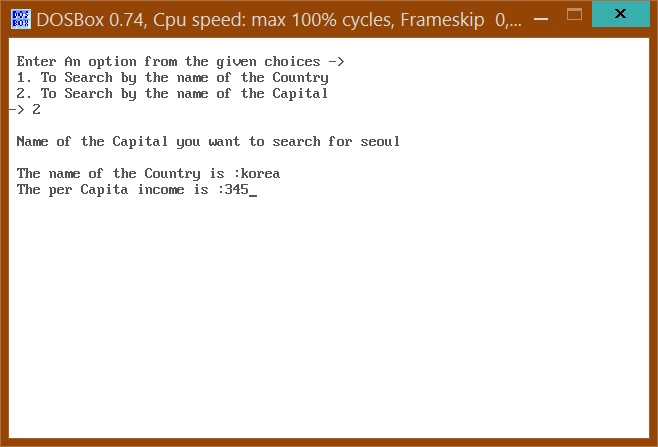 DOS BOX
DOSBox 0.74, Cpu speed: max 100% cycles, Frameskip 0,...
Enter An option from the given choices ->
1. To Search by the name of the Country
2. To Search by the name of the Capital
-> 2
Name of the Capital you want to search for seoul
The name of the Country is :korea
The per Capita income is :345_